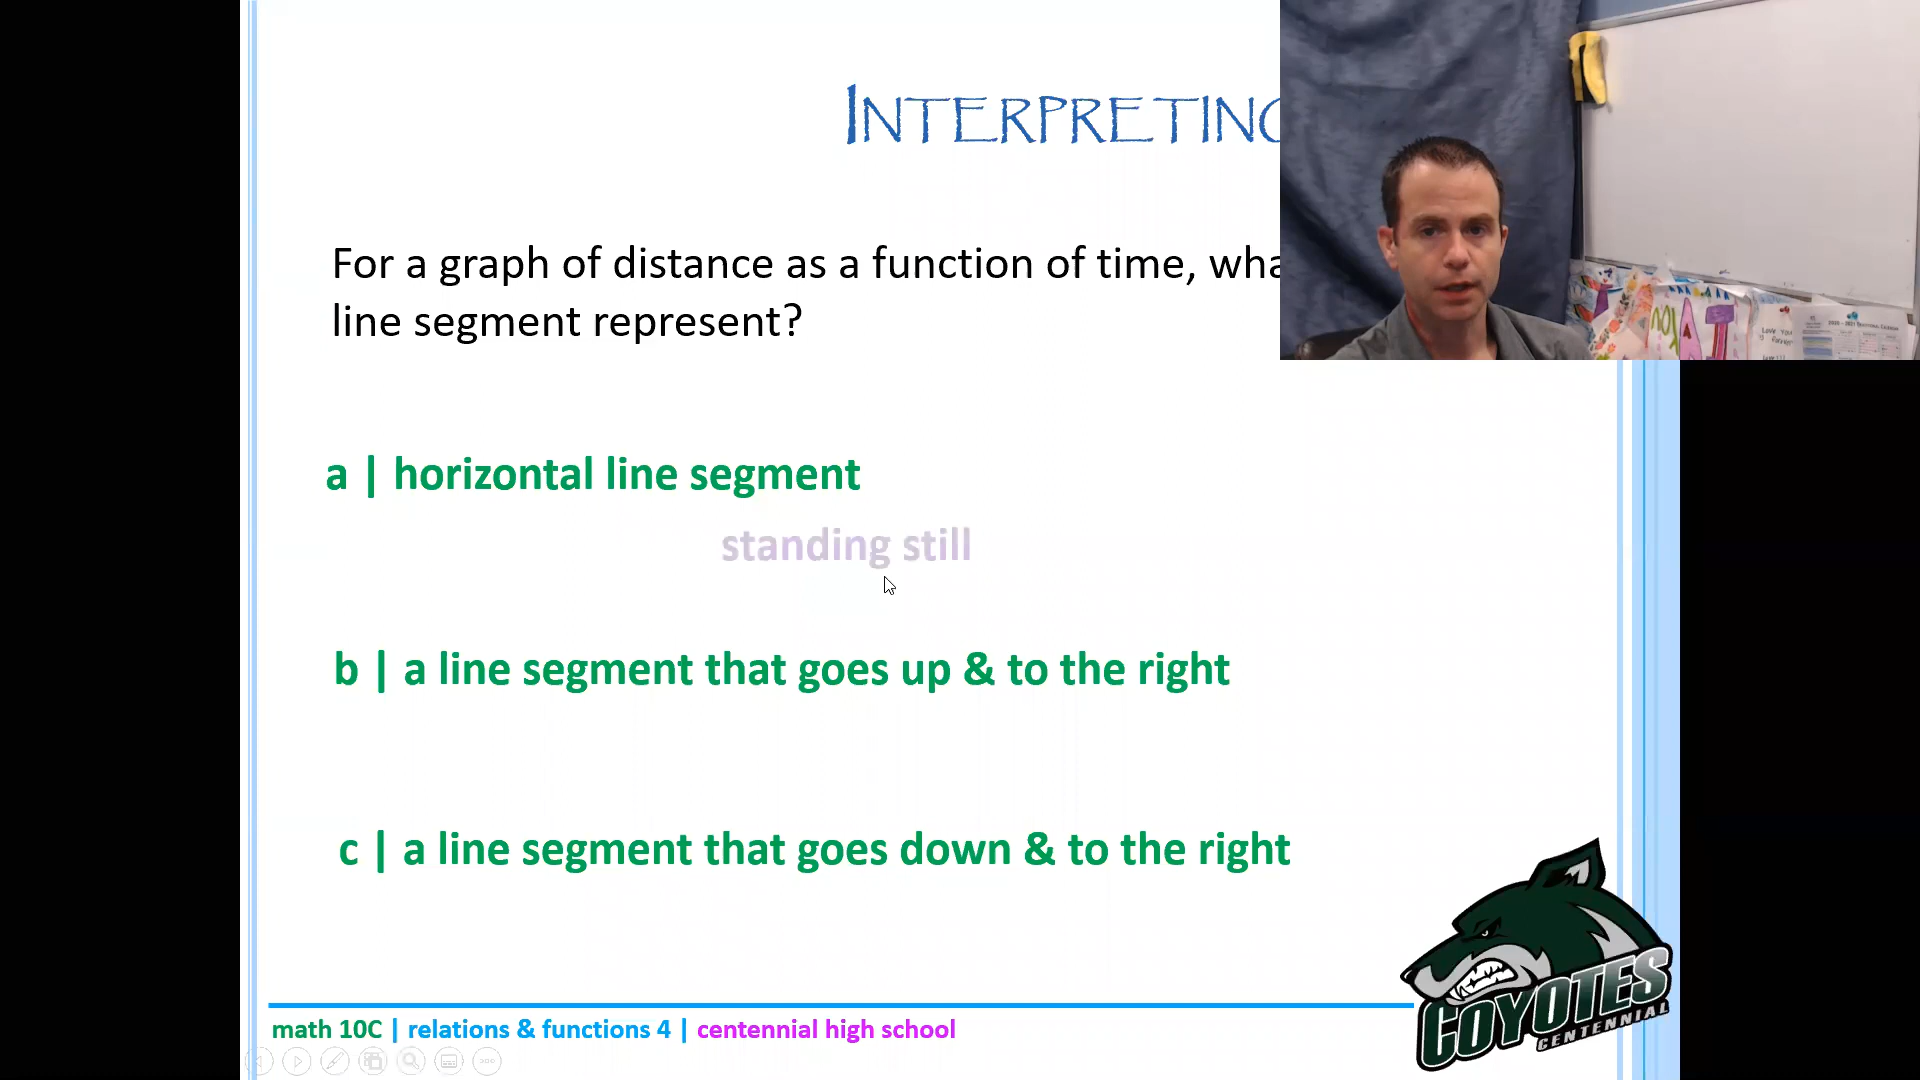 INTERPRETING
For a graph of distance as a function of time, wha
line segment represent?
a | horizontal line segment
standing still
b | a line segment that goes up & to the right
c | a line segment that goes down & to the right
COYOTES
CENTENNIAL
math 10C | relations & functions 4 | centennial high school